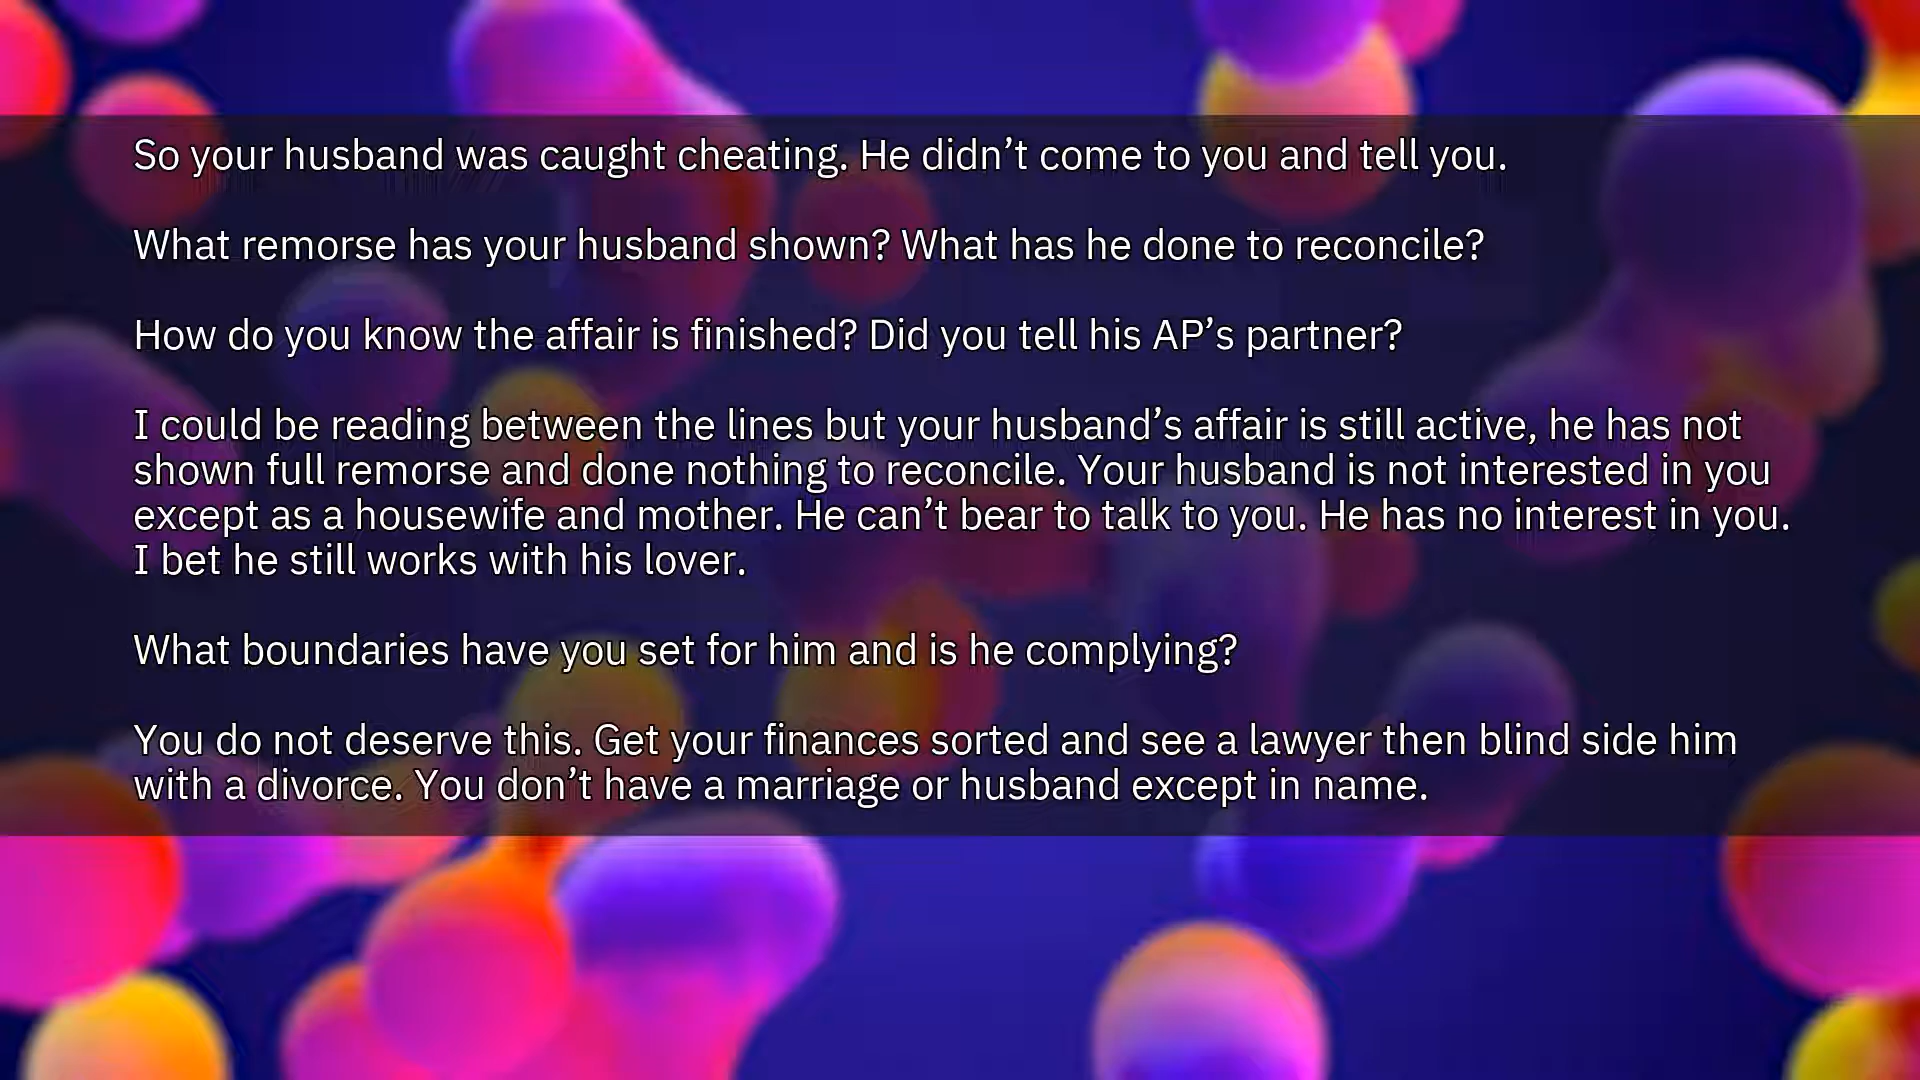 So your husband was caught cheating. He didn’t come to you and tell you.
What remorse has your husband shown? What has he done to reconcile?
How do you know the affair is finished? Did you tell his AP’s partner?
I could be reading between the lines but your husband’s affair is still active, he has not
shown full remorse and done nothing to reconcile. Your husband is not interested in you
except as a housewife and mother. He can’t bear to talk to you. He has no interest in you.
I bet he still works with his lover.
What boundaries have you set for him and is he complying?
You do not deserve this. Get your finances sorted and see a lawyer then blind side him
with a divorce. You don’t have a marriage or husband except in name.